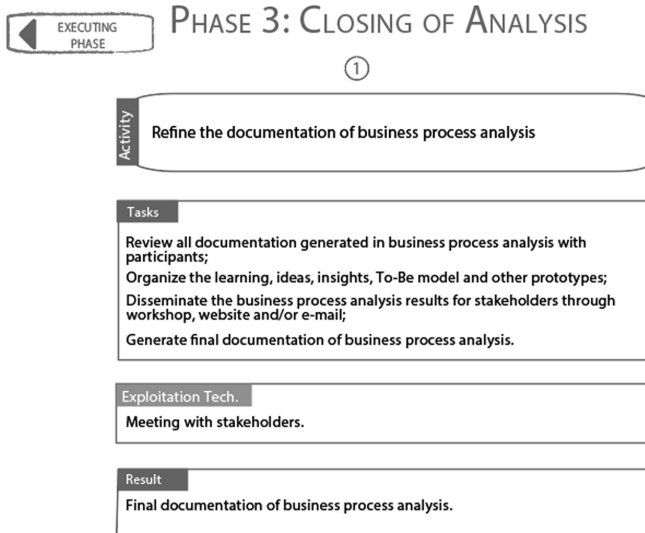 EXECUTING
PHASE
PHASE 3: CLOSING OF ANALYSIS
1
Activity
Refine the documentation of business process analysis
Tasks
Review all documentation generated in business process analysis with
participants;
Organize the learning, ideas, insights, To-Be model and other prototypes;
Disseminate the business process analysis results for stakeholders through
workshop, website and/or e-mail;
Generate final documentation of business process analysis.
Exploitation Tech.
Meeting with stakeholders.
Result
Final documentation of business process analysis.